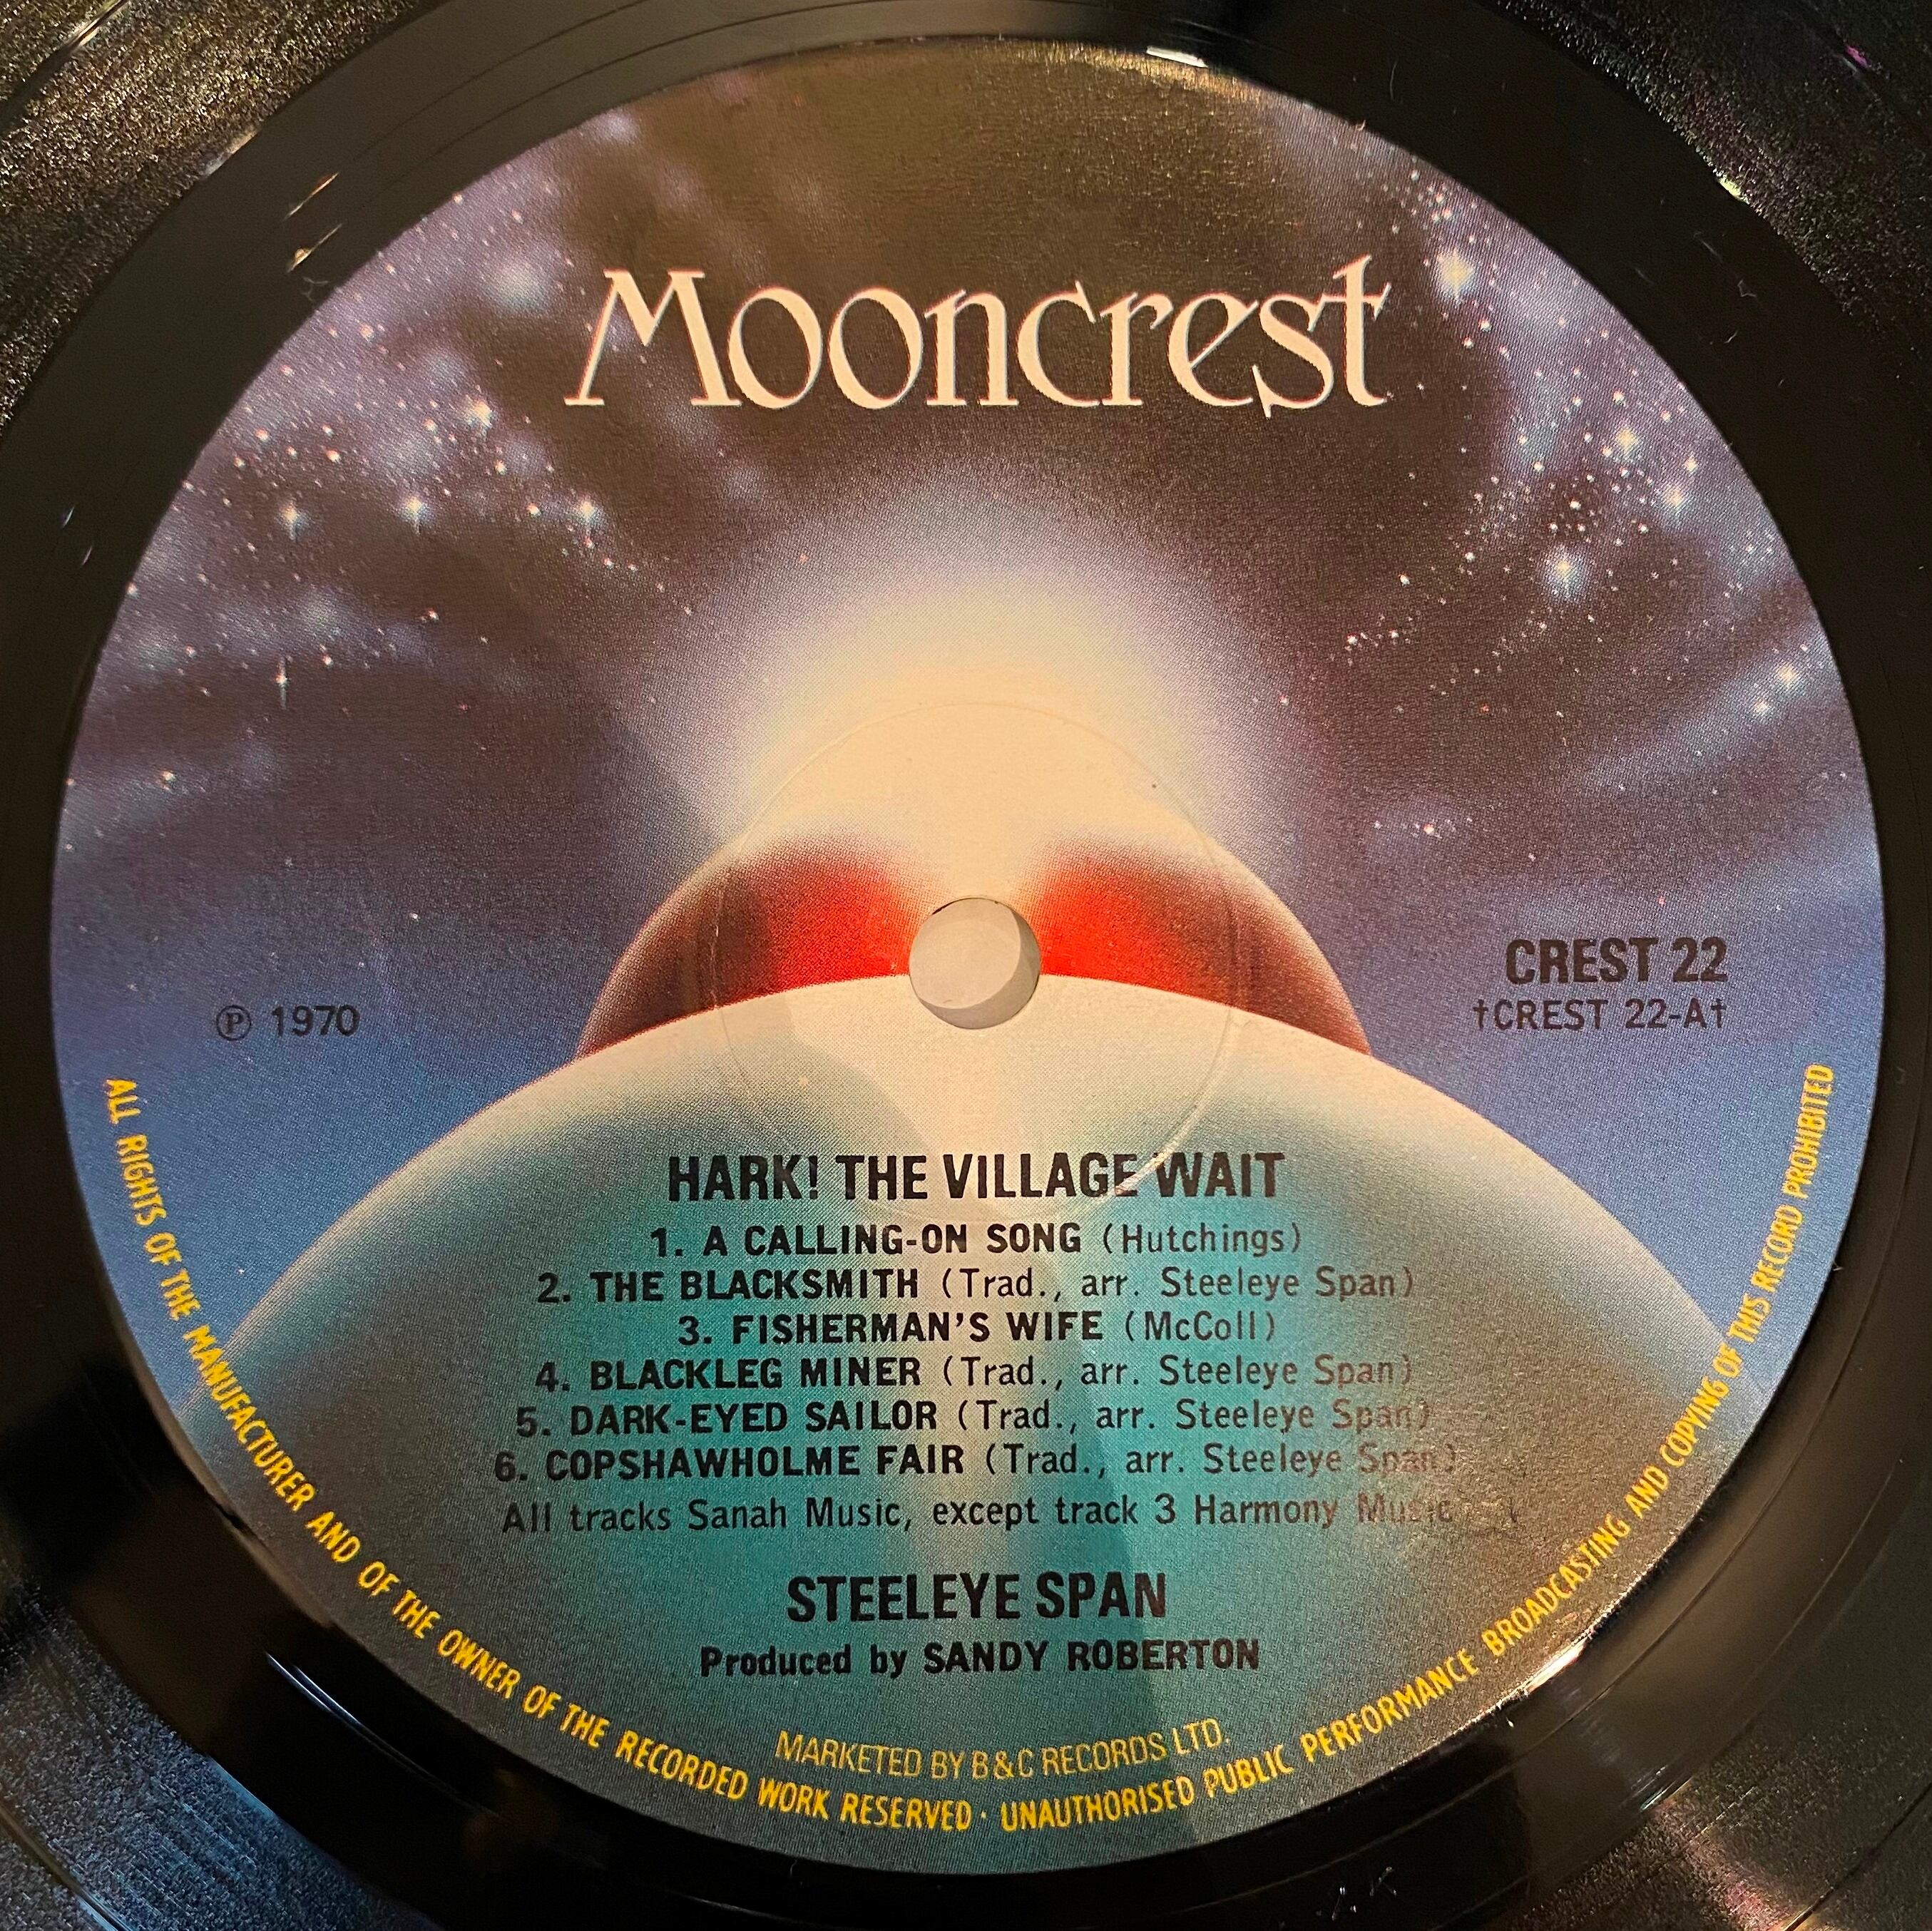 Mooncrest
℗ 1970
CREST 22
†CREST 22-A†
HARK! THE VILLAGE WAIT
1. A CALLING-ON SONG (Hutchings)
2. THE BLACKSMITH (Trad., arr. Steeleye Span)
3. FISHERMAN'S WIFE (McColl)
4. BLACKLEG MINER (Trad., arr. Steeleye Span)
5. DARK-EYED SAILOR (Trad., arr. Steeleye Span)
6. COPSHAWHOLME FAIR (Trad., arr. Steeleye Span)
All tracks Sanah Music, except track 3 Harmony Music
STEELEYE SPAN
Produced by SANDY ROBERTON
MARKETED BY B&C RECORDS LTD.
ALL RIGHTS OF THE MANUFACTURER AND OF THE OWNER OF THE RECORDED WORK RESERVED · UNAUTHORISED PUBLIC PERFORMANCE BROADCASTING AND COPYING OF THIS RECORD PROHIBITED